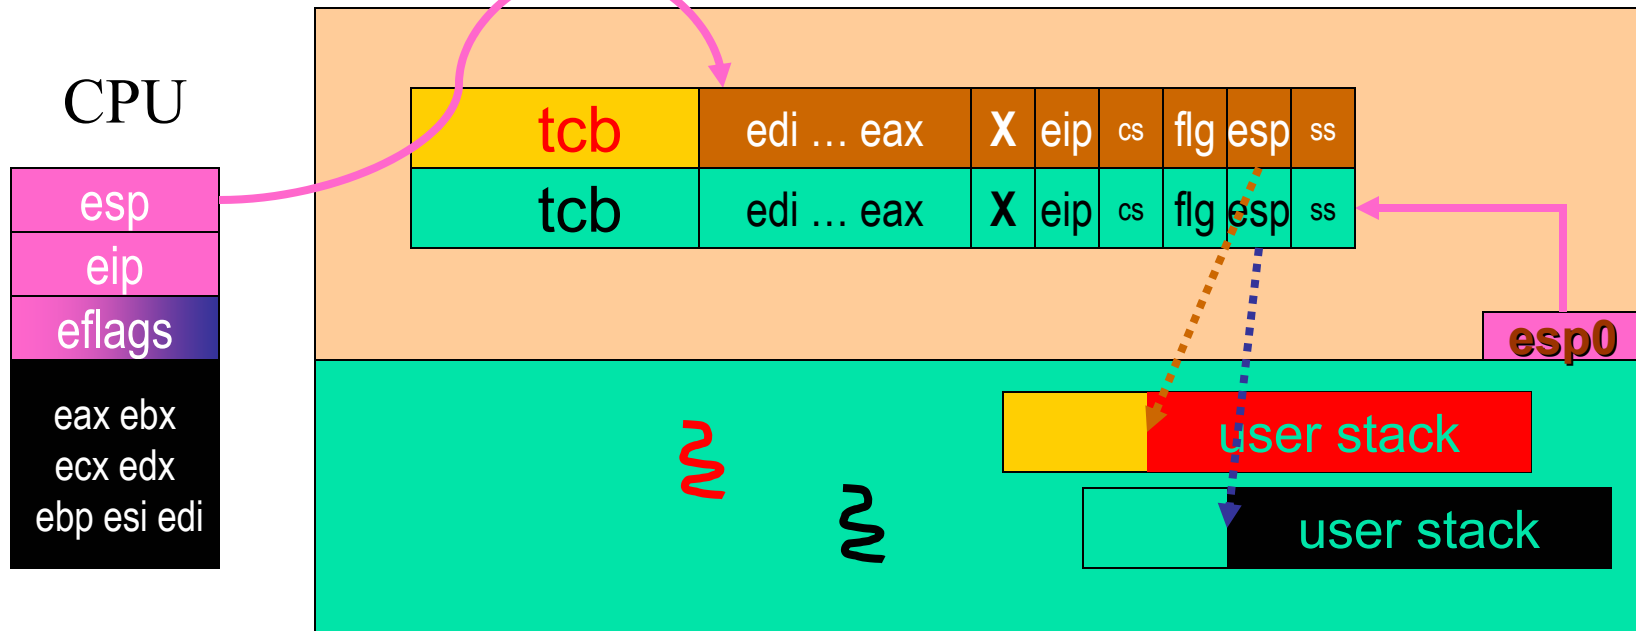 CPU
esp
eip
eflags
eax ebx
ecx edx
ebp esi edi
tcb edi … eax X eip cs flg esp ss
tcb edi … eax X eip cs flg esp ss
esp0
user stack
user stack